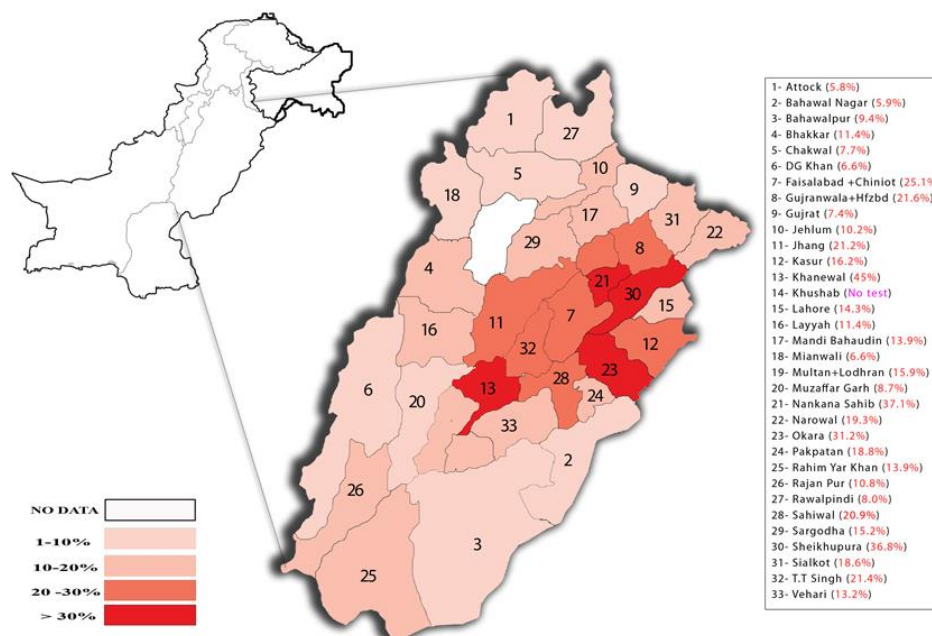 1
27
5
10
18
9
17
31
22
29
8
4
21
30
15
11
7
16
32
12
6
13
28
23
20
24
33
2
26
3
25
NO DATA
1-10%
10-20%
20 -30%
> 30%
1- Attock (5.8%)
2- Bahawal Nagar (5.9%)
3- Bahawalpur (9.4%)
4- Bhakkar (11.4%)
5- Chakwal (7.7%)
6- DG Khan (6.6%)
7- Faisalabad +Chiniot (25.1%
8- Gujranwala+Hfzbd (21.6%)
9- Gujrat (7.4%)
10- Jehlum (10.2%)
11- Jhang (21.2%)
12- Kasur (16.2%)
13- Khanewal (45%)
14- Khushab (No test)
15- Lahore (14.3%)
16- Layyah (11.4%)
17- Mandi Bahaudin (13.9%)
18- Mianwali (6.6%)
19- Multan+Lodhran (15.9%)
20- Muzaffar Garh (8.7%)
21- Nankana Sahib (37.1%)
22- Narowal (19.3%)
23- Okara (31.2%)
24- Pakpatan (18.8%)
25- Rahim Yar Khan (13.9%)
26- Rajan Pur (10.8%)
27- Rawalpindi (8.0%)
28- Sahiwal (20.9%)
29- Sargodha (15.2%)
30- Sheikhupura (36.8%)
31- Sialkot (18.6%)
32- T.T Singh (21.4%)
33- Vehari (13.2%)